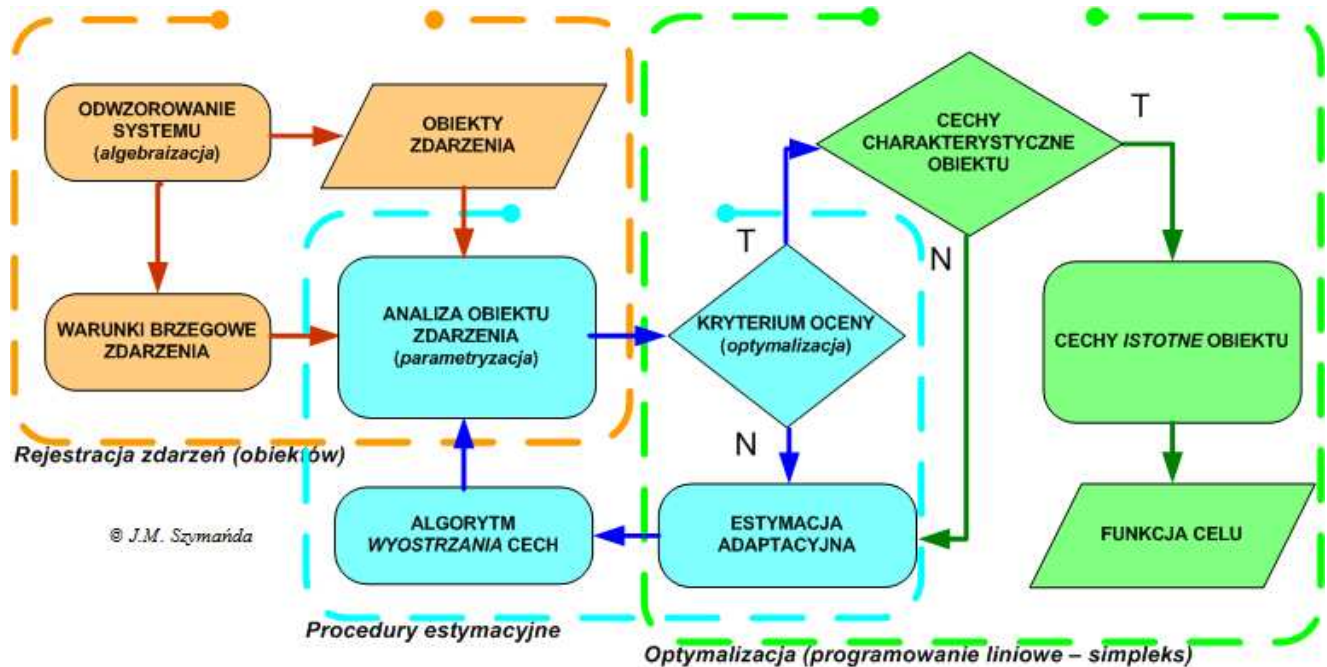 ODWZOROWANIE
SYSTEMU
(algebraizacja)
OBIEKTY
ZDARZENIA
WARUNKI BRZEGOWE
ZDARZENIA
ANALIZA OBIEKTU
ZDARZENIA
(parametryzacja)
Rejestracja zdarzeń (obiektów)
T
KRYTERIUM OCENY
(optymalizacja)
N
CECHY
CHARAKTERYSTYCZNE
OBIEKTU
T
N
CECHY ISTOTNE OBIEKTU
ALGORYTM
WYOSTRZANIA CECH
ESTYMACJA
ADAPTACYJNA
FUNKCJA CELU
© J.M. Szymańda
Procedury estymacyjne
Optymalizacja (programowanie liniowe – simpleks)